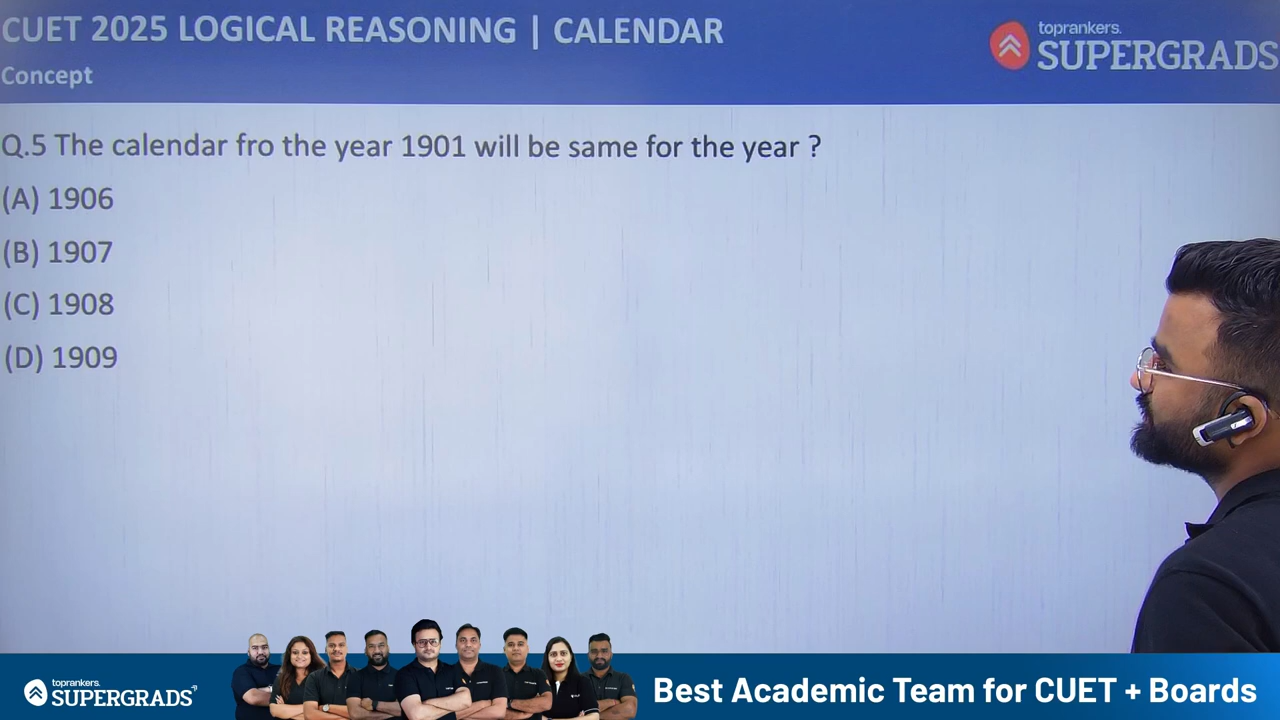 CUET 2025 LOGICAL REASONING | CALENDAR
Concept
toprankers.
SUPERGRADS
Q.5 The calendar fro the year 1901 will be same for the year ?
(A) 1906
(B) 1907
(C) 1908
(D) 1909
toprankers.
SUPERGRADS
Best Academic Team for CUET + Boards